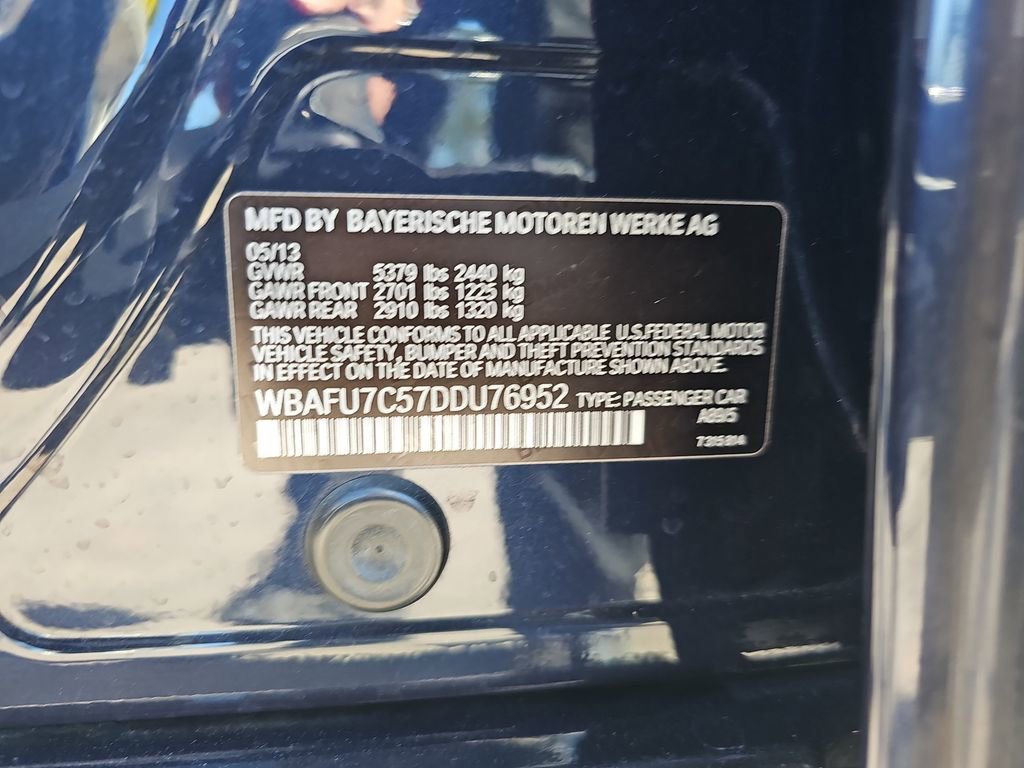 MFD BY BAYERISCHE MOTOREN WERKE AG
05/13
GVWR 5379 lbs 2440 kg
GAWR FRONT 2701 lbs 1225 kg
GAWR REAR 2910 lbs 1320 kg
THIS VEHICLE CONFORMS TO ALL APPLICABLE U.S. FEDERAL MOTOR
VEHICLE SAFETY, BUMPER AND THEFT PREVENTION STANDARDS
IN EFFECT ON THE DATE OF MANUFACTURE SHOWN ABOVE.
WBAFU7C57DDU76952 TYPE: PASSENGER CAR